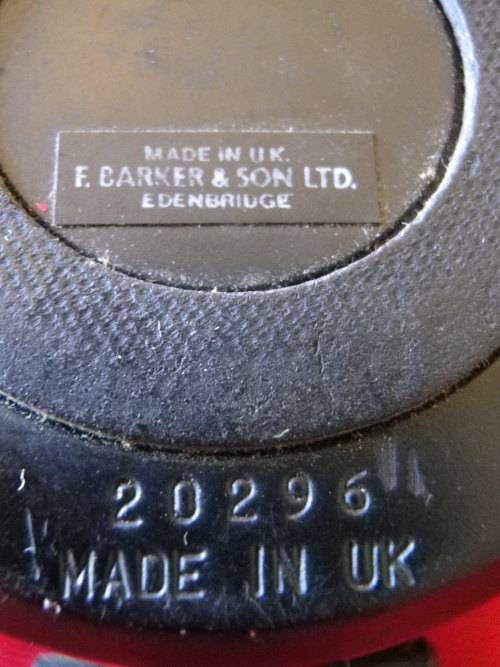 MADE IN U.K.
F. BARKER & SON LTD.
EDENBRIDGE
20296
MADE IN UK